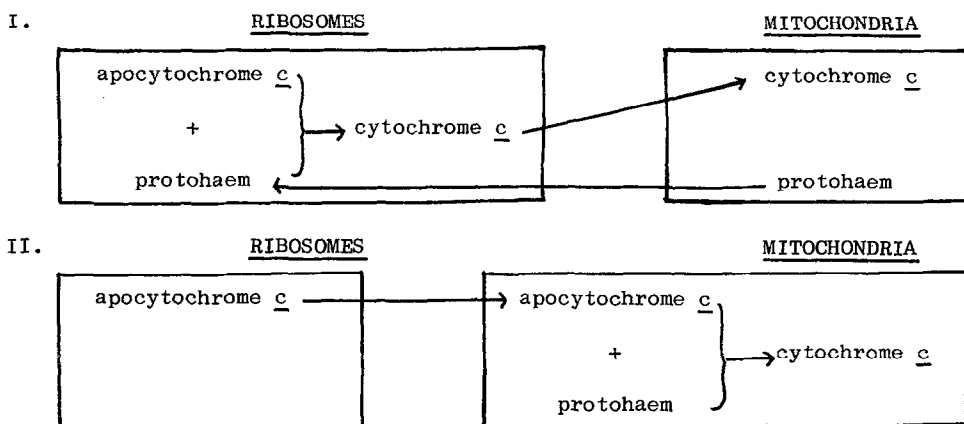 I. RIBOSOMES MITOCHONDRIA
apocytochrome c cytochrome c
+ cytochrome c
protohaem protohaem
II. RIBOSOMES MITOCHONDRIA
apocytochrome c apocytochrome c
+ cytochrome c
protohaem